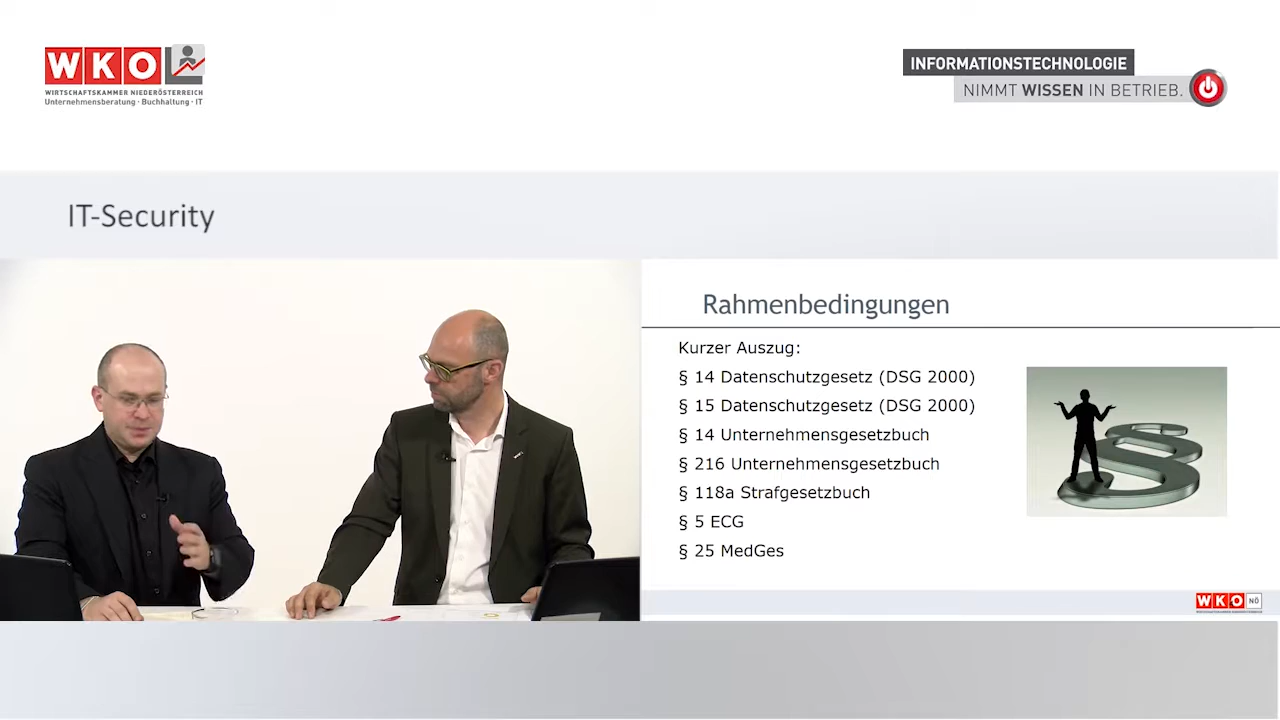 WKO
WIRTSCHAFTSKAMMER NIEDERÖSTERREICH
Unternehmensberatung · Buchhaltung · IT
INFORMATIONSTECHNOLOGIE
NIMMT WISSEN IN BETRIEB.
IT-Security
Rahmenbedingungen
Kurzer Auszug:
§ 14 Datenschutzgesetz (DSG 2000)
§ 15 Datenschutzgesetz (DSG 2000)
§ 14 Unternehmensgesetzbuch
§ 216 Unternehmensgesetzbuch
§ 118a Strafgesetzbuch
§ 5 ECG
§ 25 MedGes
WKO NÖ